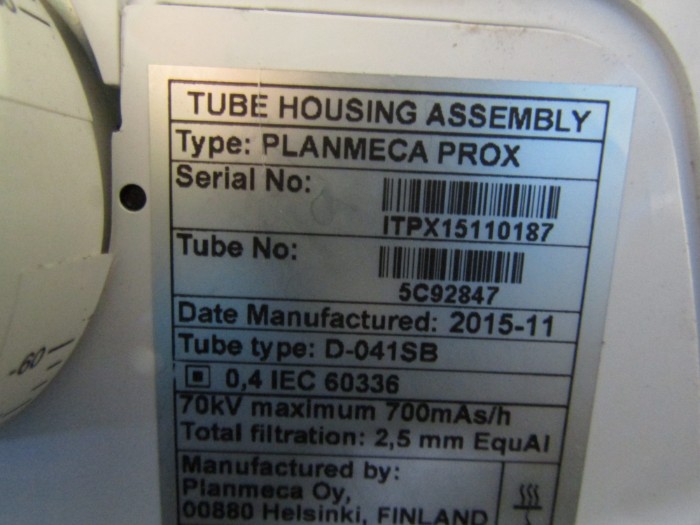 TUBE HOUSING ASSEMBLY
Type: PLANMECA PROX
Serial No:
ITPX15110187
Tube No:
5C92847
Date Manufactured: 2015-11
Tube type: D-041SB
0,4 IEC 60336
70kV maximum 700mAs/h
Total filtration: 2,5 mm EquAl
Manufactured by:
Planmeca Oy,
00880 Helsinki, FINLAND
-60